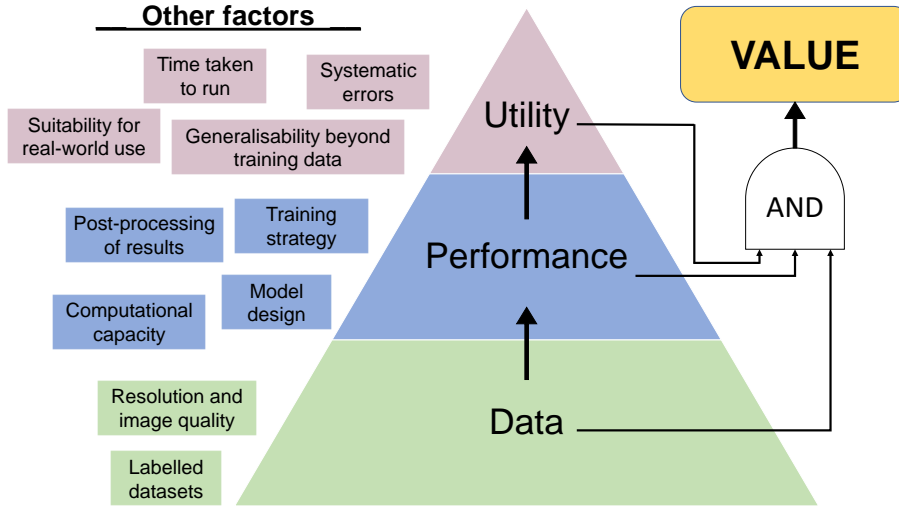 Other factors
VALUE
Time taken
to run
Systematic
errors
Utility
Suitability for
real-world use
Generalisability beyond
training data
AND
Post-processing
of results
Training
strategy
Performance
Computational
capacity
Model
design
Resolution and
image quality
Data
Labelled
datasets